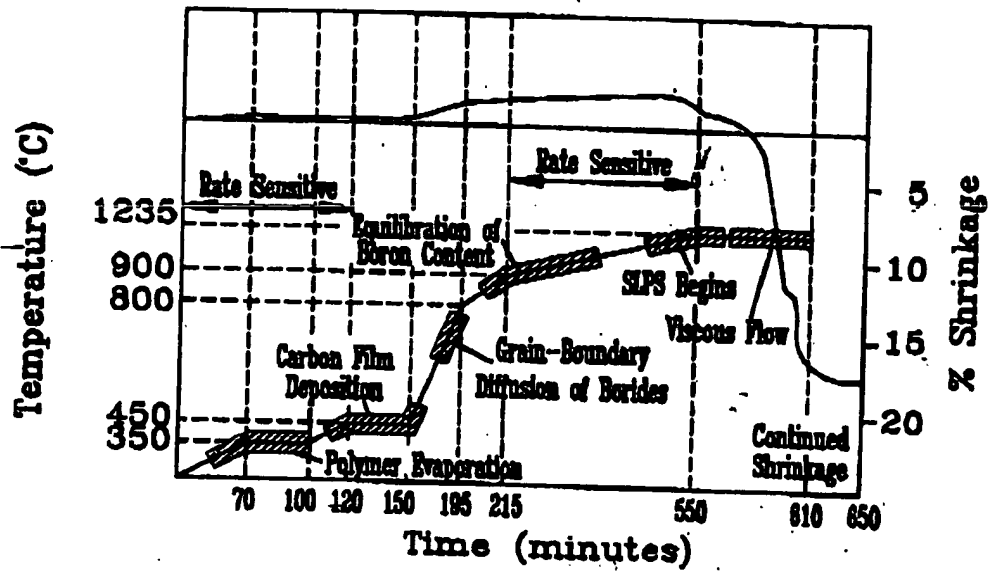 Temperature (°C)
1235
900
800
450
350
Rate Sensitive
Rate Sensitive
Equilibration of
Boron Content
SLPS Begins
Viscous Flow
Carbon Film
Deposition
Grain-Boundary
Diffusion of Borides
Polymer Evaporation
Continued
Shrinkage
5
10
15
20
% Shrinkage
70 100 120 150 195 215 550 610 650
Time (minutes)